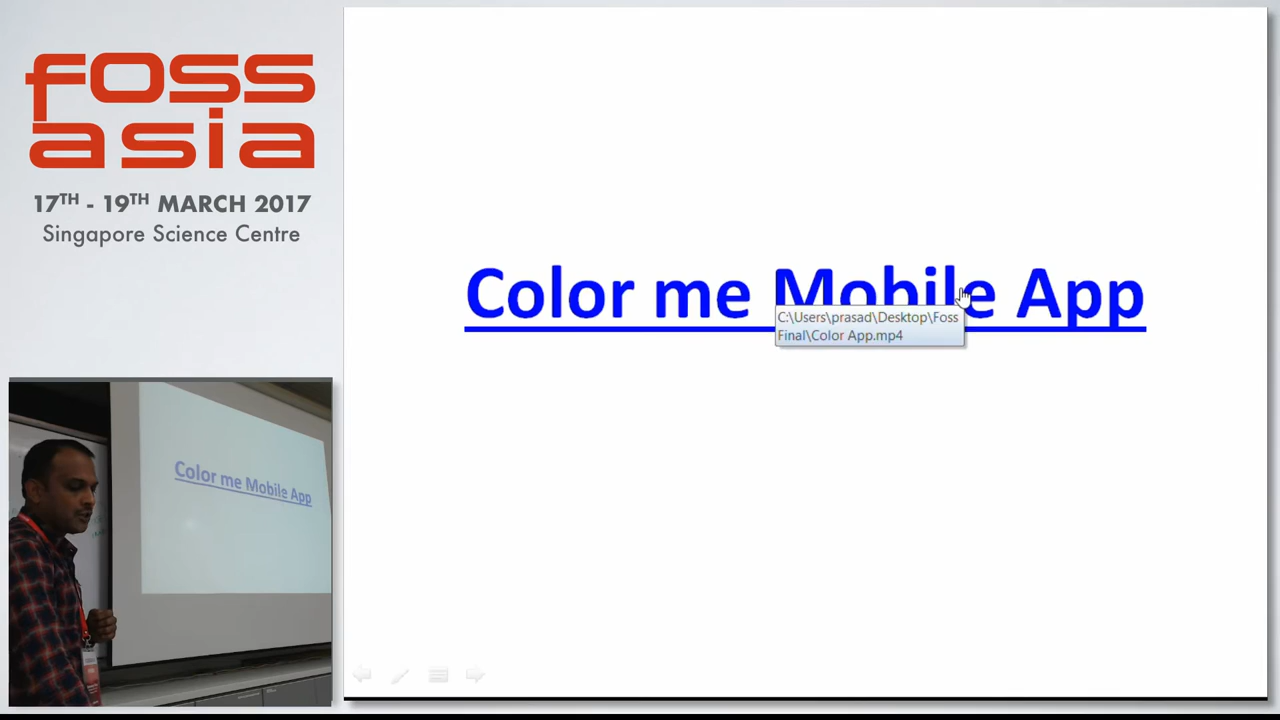 foss
asia
17TH - 19TH MARCH 2017
Singapore Science Centre
Color me Mobile App
C:\Users\prasad\Desktop\Foss
Final\Color App.mp4
Color me Mobile App